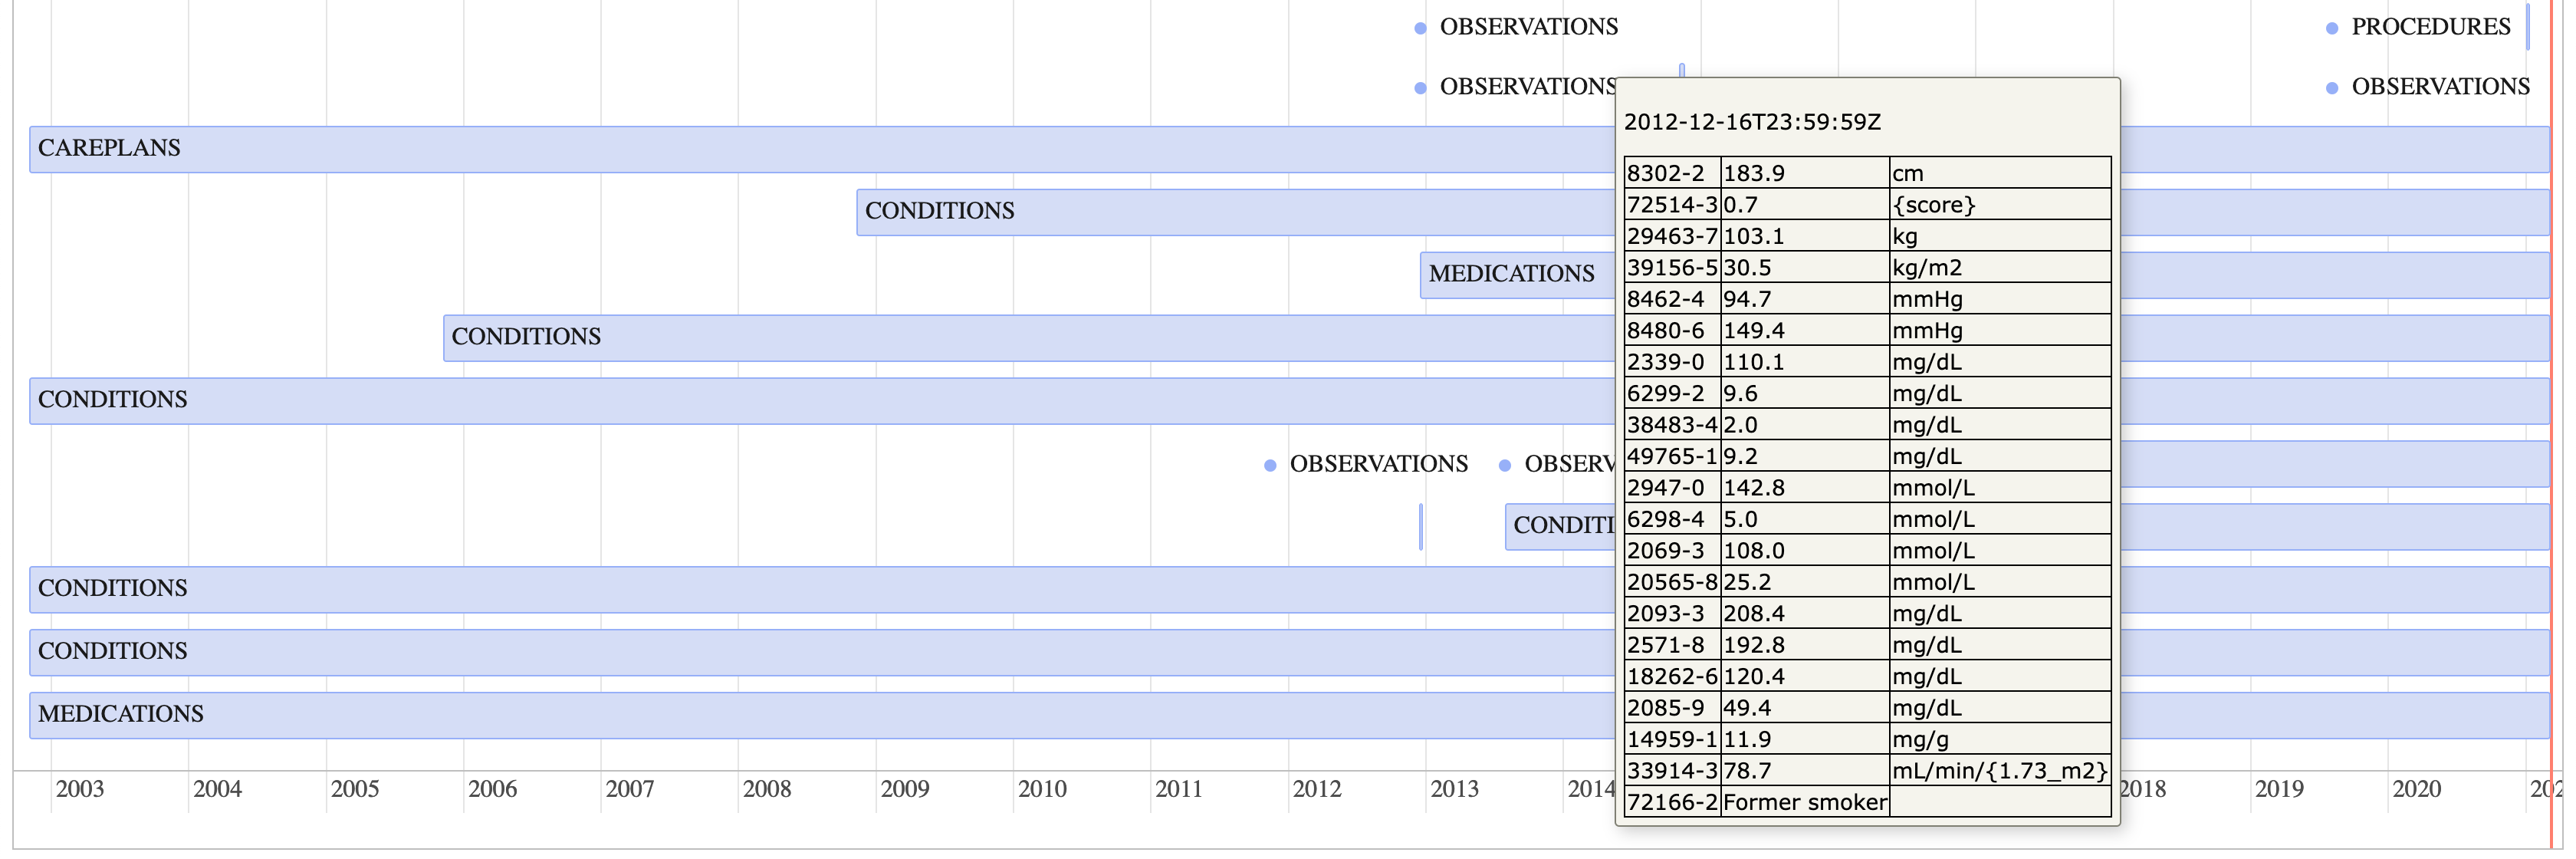 OBSERVATIONS PROCEDURES
OBSERVATIONS OBSERVATIONS
2012-12-16T23:59:59Z
CAREPLANS
CONDITIONS
MEDICATIONS
CONDITIONS
CONDITIONS
OBSERVATIONS OBSERV
CONDITI
CONDITIONS
CONDITIONS
MEDICATIONS
8302-2 183.9 cm
72514-3 0.7 {score}
29463-7 103.1 kg
39156-5 30.5 kg/m2
8462-4 94.7 mmHg
8480-6 149.4 mmHg
2339-0 110.1 mg/dL
6299-2 9.6 mg/dL
38483-4 2.0 mg/dL
49765-1 9.2 mg/dL
2947-0 142.8 mmol/L
6298-4 5.0 mmol/L
2069-3 108.0 mmol/L
20565-8 25.2 mmol/L
2093-3 208.4 mg/dL
2571-8 192.8 mg/dL
18262-6 120.4 mg/dL
2085-9 49.4 mg/dL
14959-1 11.9 mg/g
33914-3 78.7 mL/min/{1.73_m2}
72166-2 Former smoker
2003 2004 2005 2006 2007 2008 2009 2010 2011 2012 2013 2014 2018 2019 2020 202